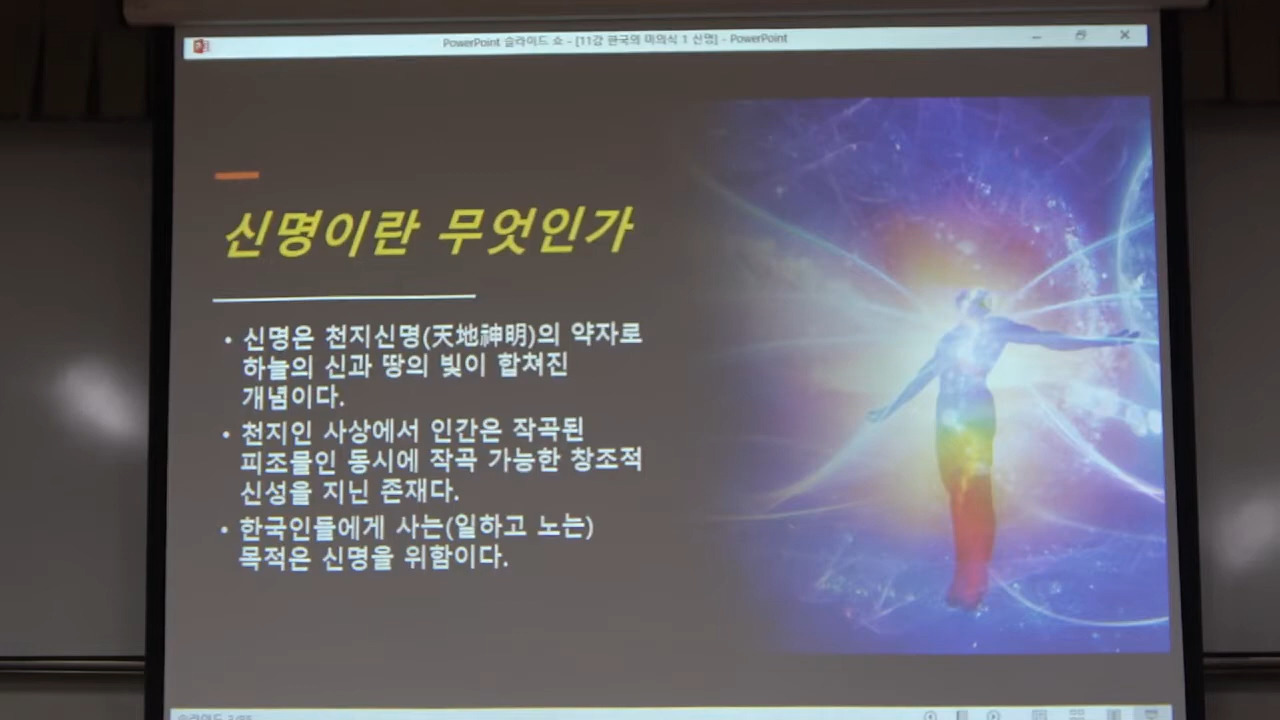 PowerPoint 슬라이드 쇼 - [11강 한국의 미의식 1 신명] - PowerPoint
신명이란 무엇인가
• 신명은 천지신명(天地神明)의 약자로
하늘의 신과 땅의 빛이 합쳐진
개념이다.
• 천지인 사상에서 인간은 작곡된
피조물인 동시에 작곡 가능한 창조적
신성을 지닌 존재다.
• 한국인들에게 사는(일하고 노는)
목적은 신명을 위함이다.
슬라이드